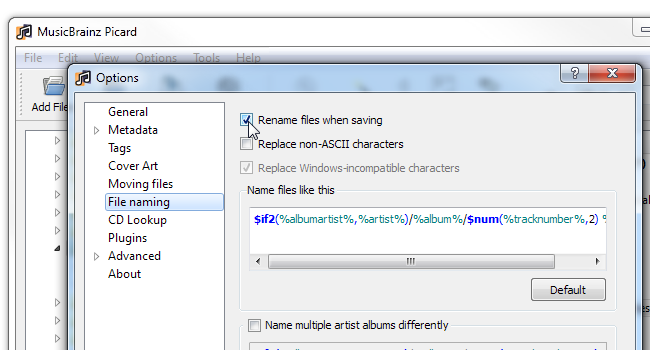 MusicBrainz Picard
File Edit View Options Tools Help
Options
Add File
General
Metadata
Tags
Cover Art
Moving files
File naming
CD Lookup
Plugins
Advanced
About
Rename files when saving
Replace non-ASCII characters
Replace Windows-incompatible characters
Name files like this
$if2(%albumartist%,%artist%)/%album%/$num(%tracknumber%,2) %
Default
Name multiple artist albums differently